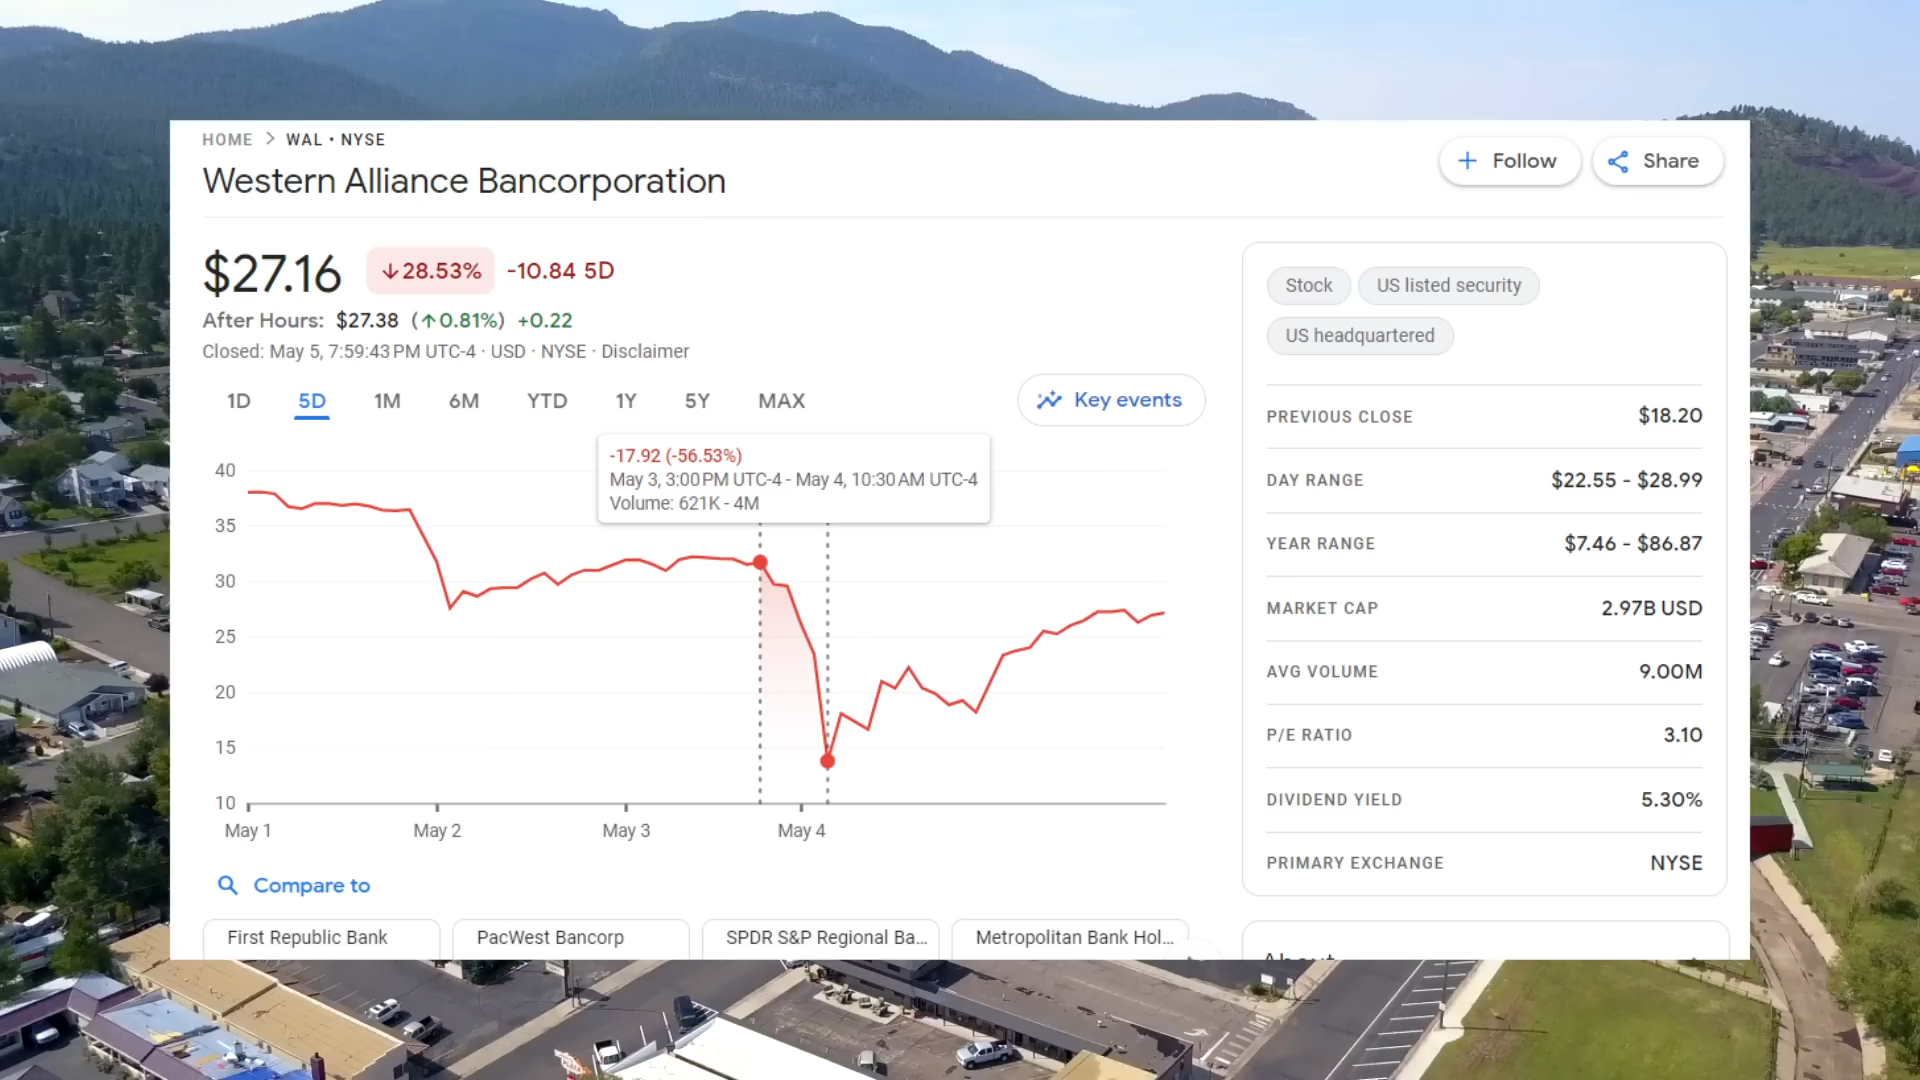 HOME > WAL • NYSE
Western Alliance Bancorporation
Follow
Share
$27.16 ↓28.53% -10.84 5D
After Hours: $27.38 (↑0.81%) +0.22
Closed: May 5, 7:59:43 PM UTC-4 · USD · NYSE · Disclaimer
1D 5D 1M 6M YTD 1Y 5Y MAX
Key events
-17.92 (-56.53%)
May 3, 3:00 PM UTC-4 - May 4, 10:30 AM UTC-4
Volume: 621K - 4M
40
35
30
25
20
15
10
May 1 May 2 May 3 May 4
Compare to
First Republic Bank
PacWest Bancorp
SPDR S&P Regional Ba...
Metropolitan Bank Hol...
Stock
US listed security
US headquartered
PREVIOUS CLOSE $18.20
DAY RANGE $22.55 - $28.99
YEAR RANGE $7.46 - $86.87
MARKET CAP 2.97B USD
AVG VOLUME 9.00M
P/E RATIO 3.10
DIVIDEND YIELD 5.30%
PRIMARY EXCHANGE NYSE
About